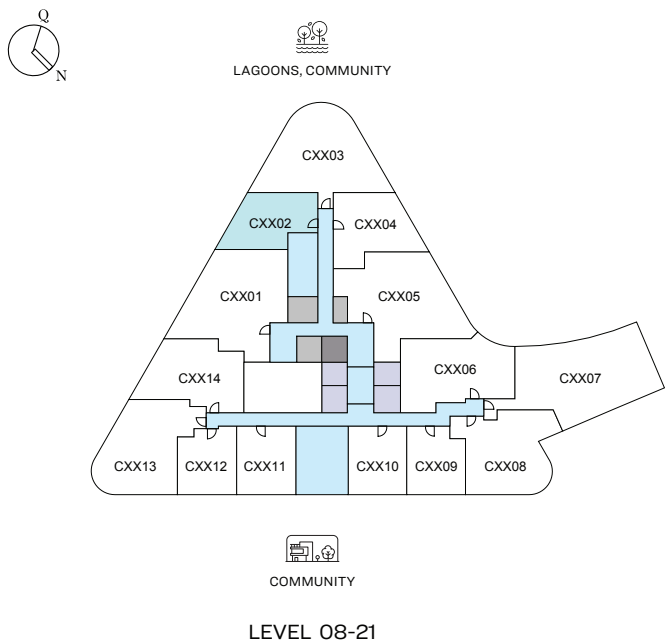 Q
N
LAGOONS, COMMUNITY
CXX03
CXX02
CXX04
CXX01
CXX05
CXX14
CXX06
CXX07
CXX13
CXX12
CXX11
CXX10
CXX09
CXX08
COMMUNITY
LEVEL 08-21